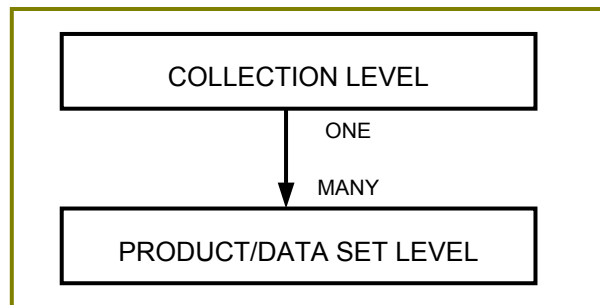 COLLECTION LEVEL
ONE
MANY
PRODUCT/DATA SET LEVEL